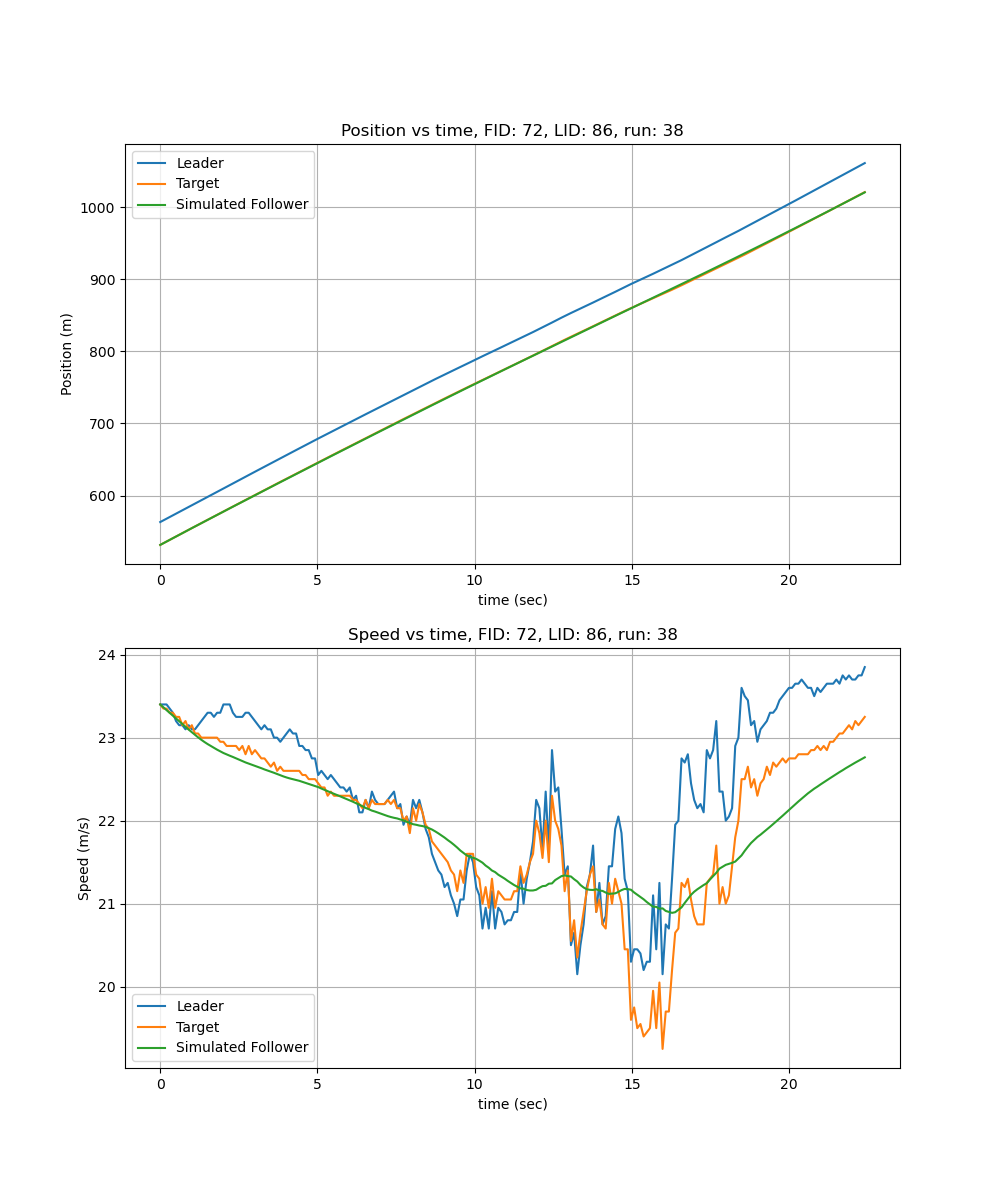 Position vs time, FID: 72, LID: 86, run: 38
Leader
Target
Simulated Follower
Position (m)
1000
900
800
700
600
0 5 10 15 20
time (sec)
Speed vs time, FID: 72, LID: 86, run: 38
24
23
22
21
20
Speed (m/s)
Leader
Target
Simulated Follower
0 5 10 15 20
time (sec)